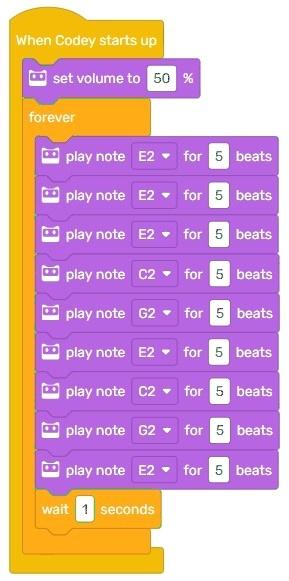 When Codey starts up
set volume to 50 %
forever
play note E2 for 5 beats
play note E2 for 5 beats
play note E2 for 5 beats
play note C2 for 5 beats
play note G2 for 5 beats
play note E2 for 5 beats
play note C2 for 5 beats
play note G2 for 5 beats
play note E2 for 5 beats
wait 1 seconds